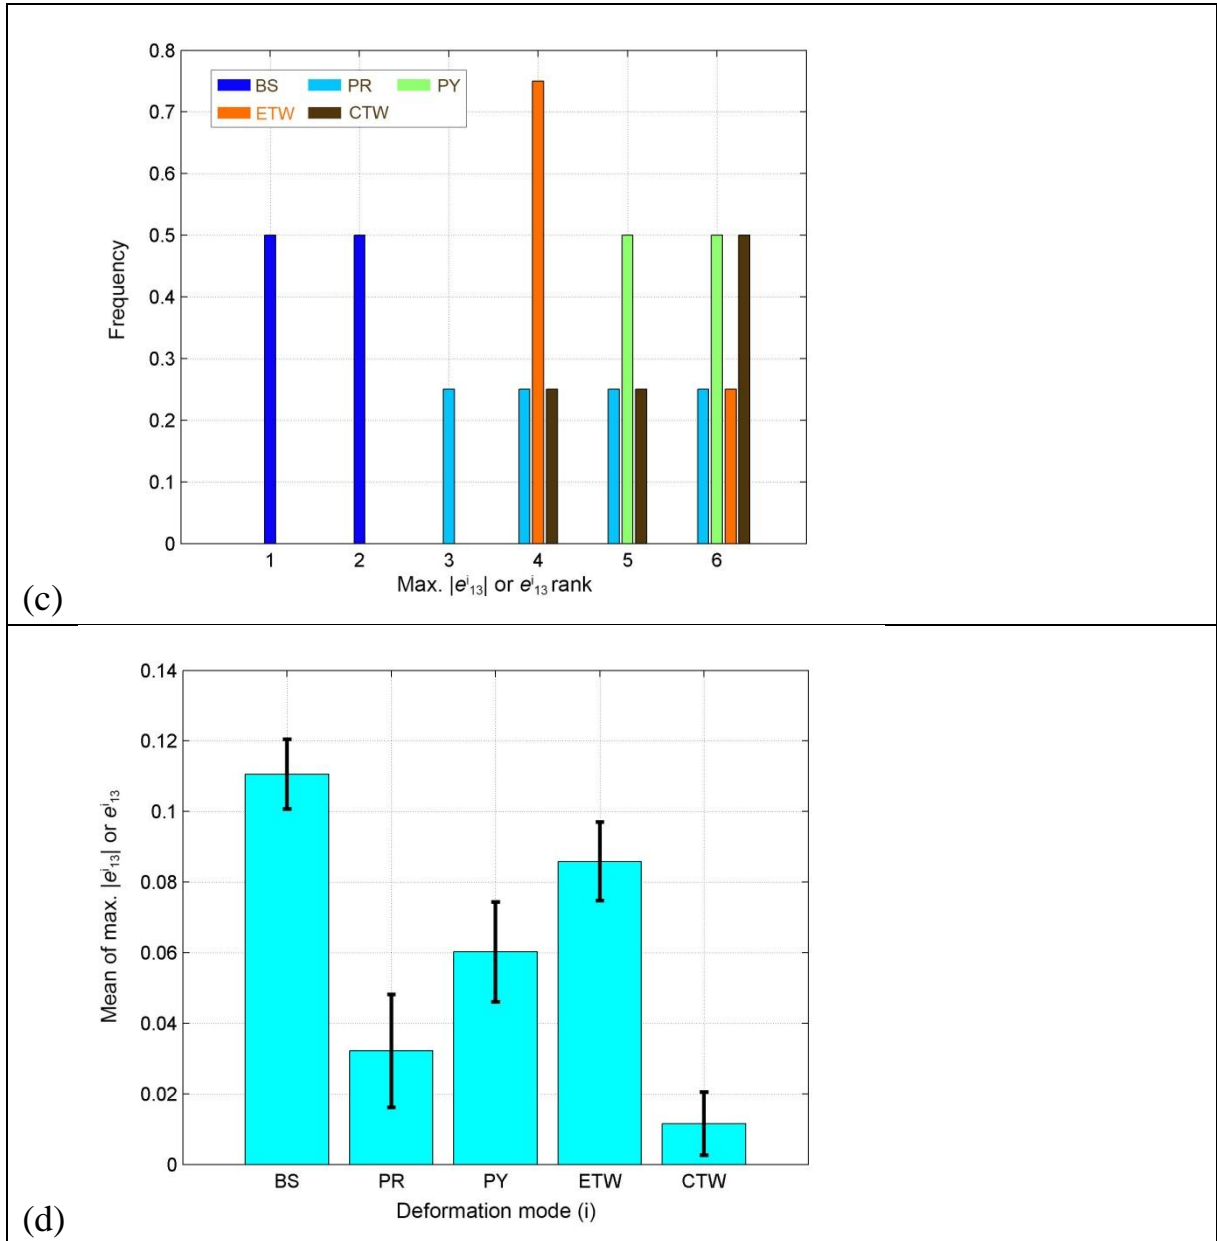 0.8
BS PR PY
ETW CTW
0.7
0.6
0.5
0.4
0.3
0.2
0.1
0
Frequency
1 2 3 4 5 6
Max. |eⁱ₁₃| or eⁱ₁₃ rank
(c)
0.14
0.12
0.1
0.08
0.06
0.04
0.02
0
Mean of max. |eⁱ₁₃| or eⁱ₁₃
BS PR PY ETW CTW
Deformation mode (i)
(d)